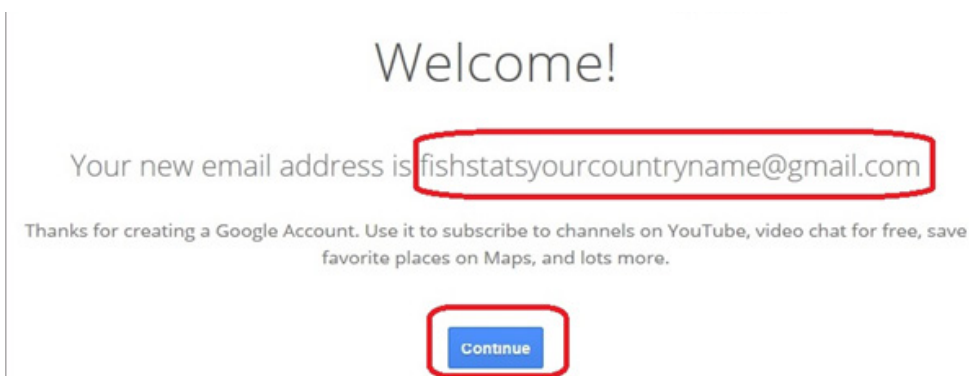 Welcome!
Your new email address is fishstatsyourcountryname@gmail.com
Thanks for creating a Google Account. Use it to subscribe to channels on YouTube, video chat for free, save
favorite places on Maps, and lots more.
Continue